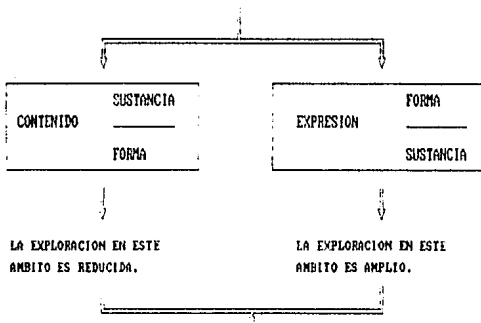 SUSTANCIA
CONTENIDO
FORMA
FORMA
EXPRESION
SUSTANCIA
LA EXPLORACION EN ESTE
AMBITO ES REDUCIDA.
LA EXPLORACION EN ESTE
AMBITO ES AMPLIO.